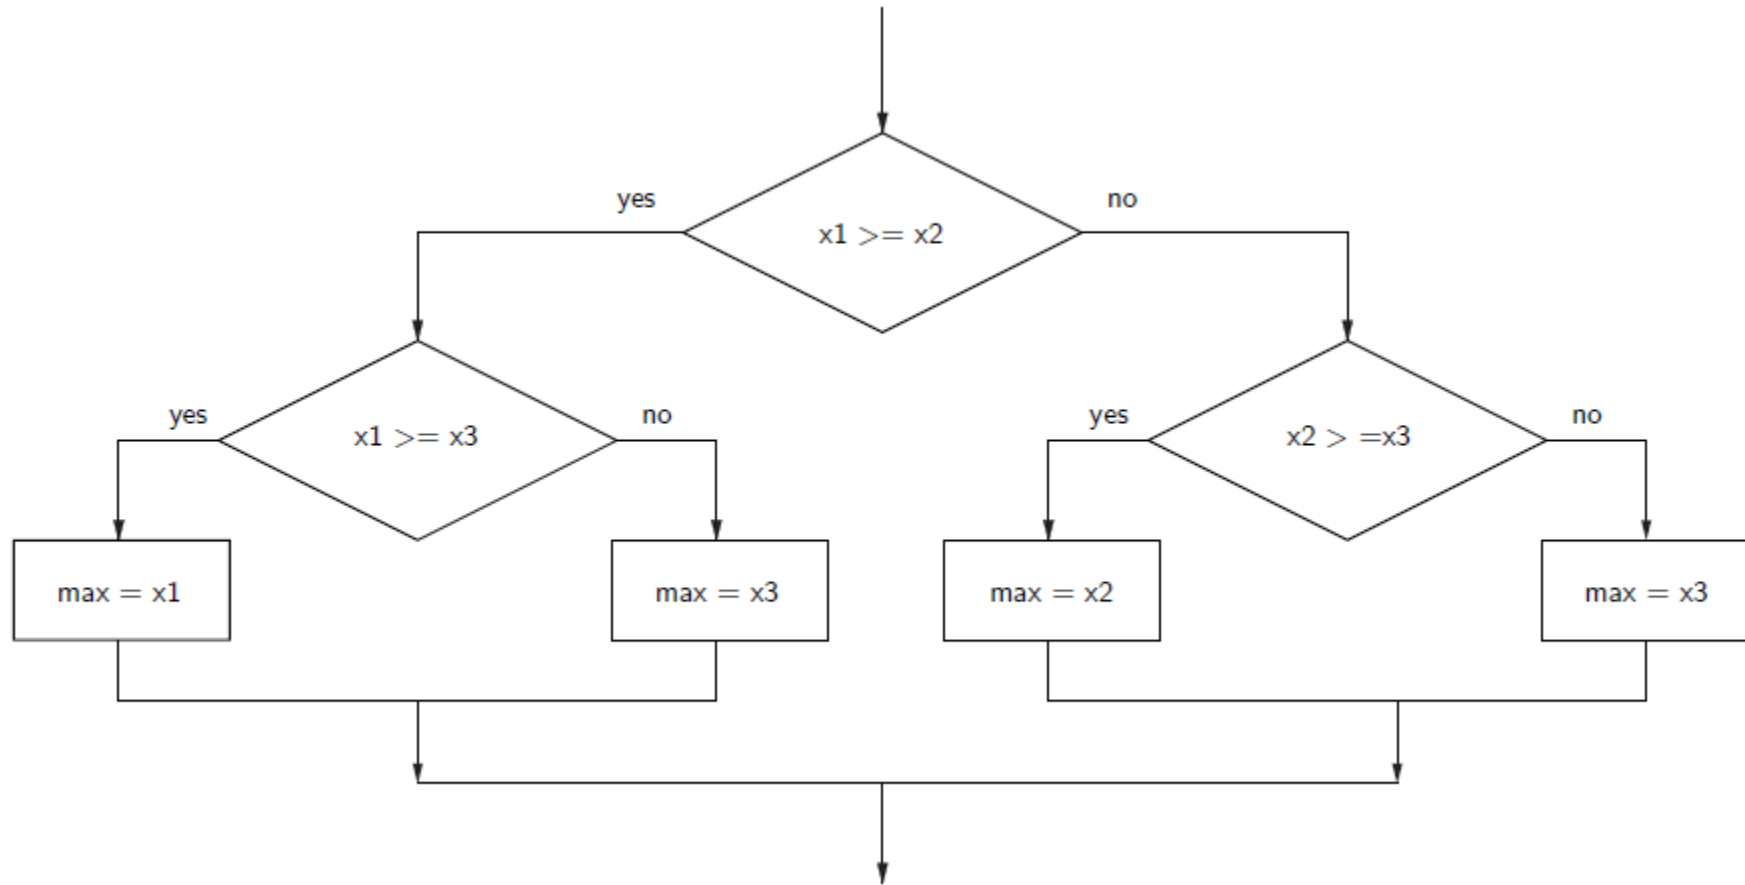 yes
no
x1 >= x2
yes
no
yes
no
x1 >= x3
x2 > =x3
max = x1
max = x3
max = x2
max = x3